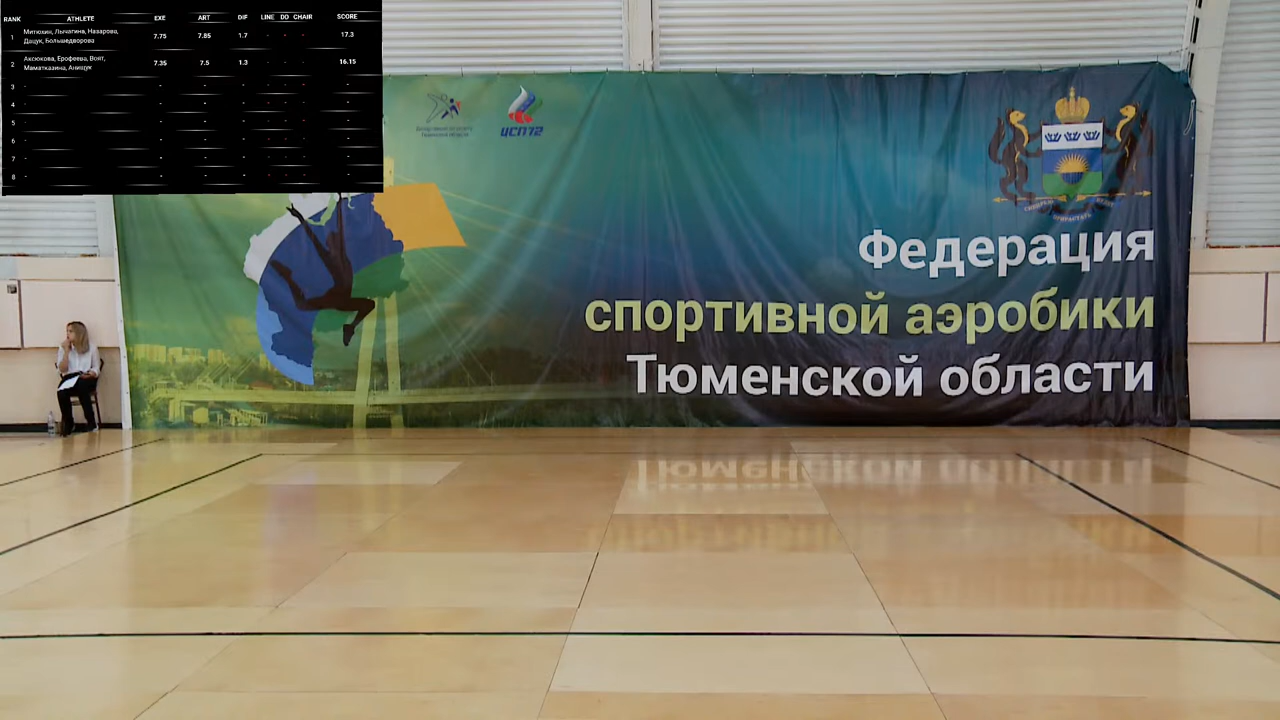 RANK ATHLETE EXE ART DIF LINE DO CHAIR SCORE
1 Митюхин, Лычагина, Назарова, Дацук, Большедворова 7.75 7.85 1.7 - - - 17.3
2 Аксюкова, Ерофеева, Воят, Маматказина, Анищук 7.35 7.5 1.3 - - - 16.15
3 - - - - -
4 - - - - -
5 - - - - -
6 - - - - -
7 - - - - -
8 - - - - -
ЦСП72
Федерация
спортивной аэробики
Тюменской области